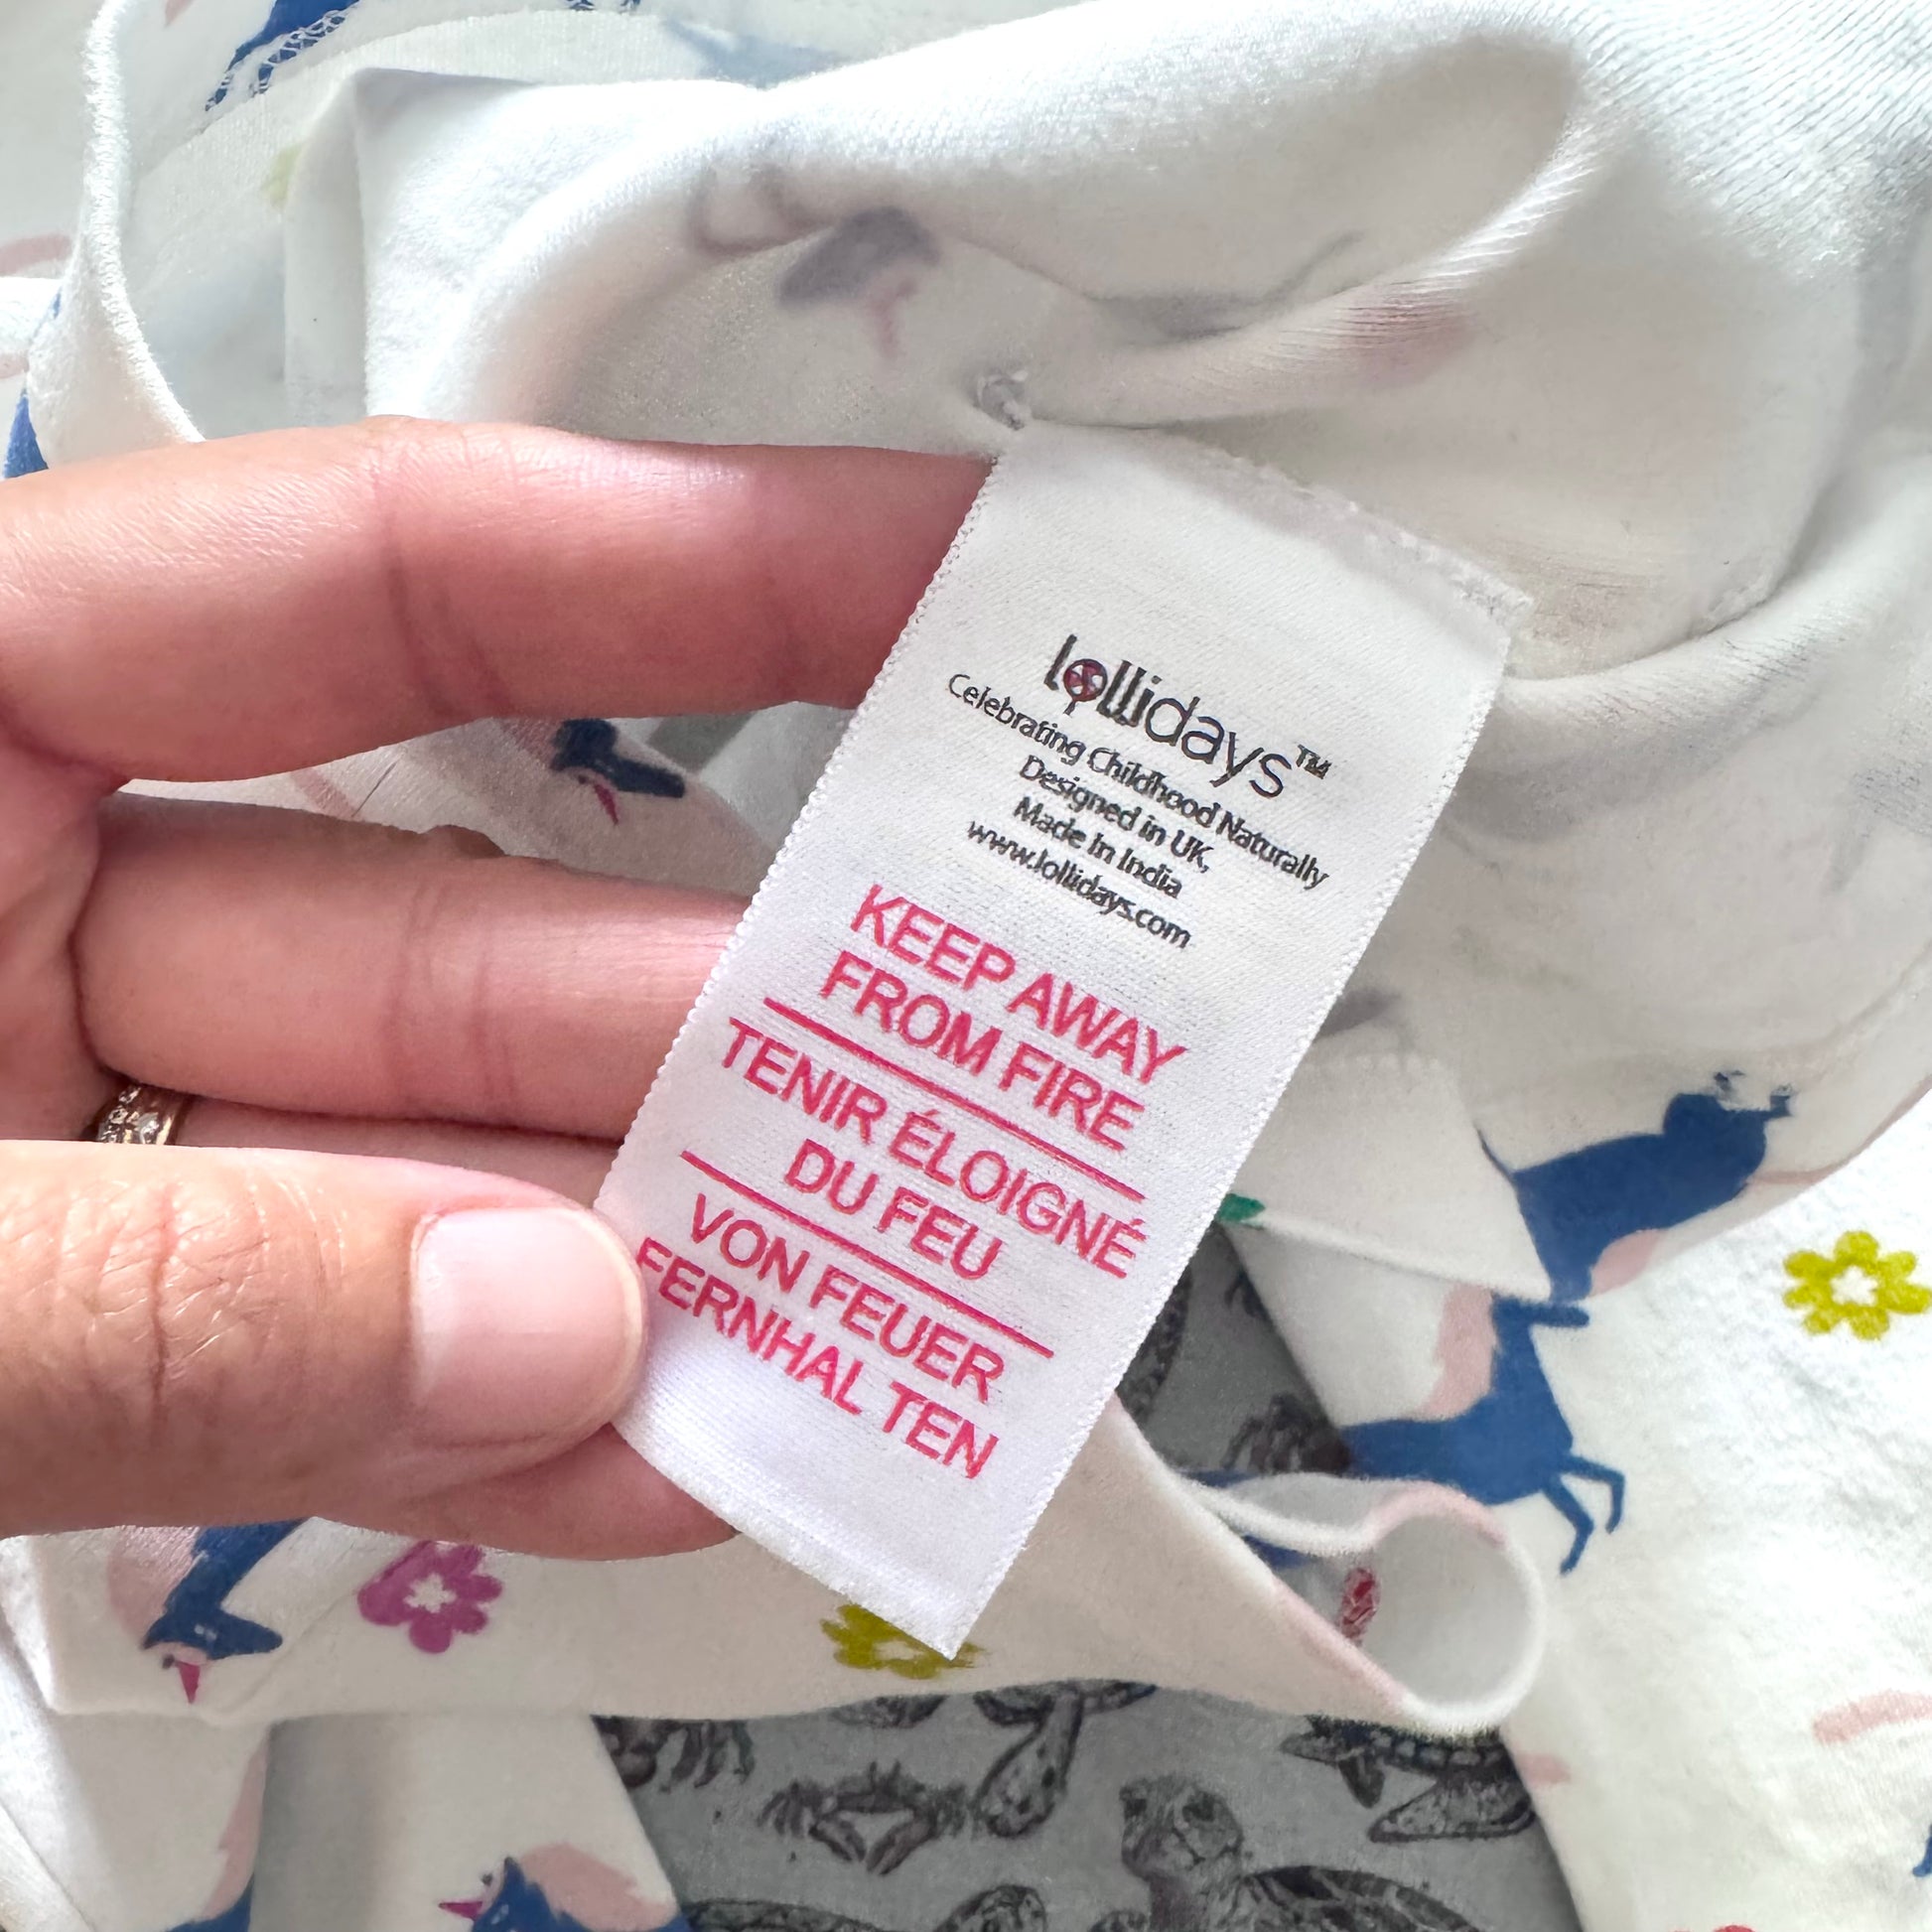 lollidays™
Celebrating Childhood Naturally
Designed in UK,
Made in India
www.lollidays.com
KEEP AWAY
FROM FIRE
TENIR ÉLOIGNÉ
DU FEU
VON FEUER
FERNHAL TEN